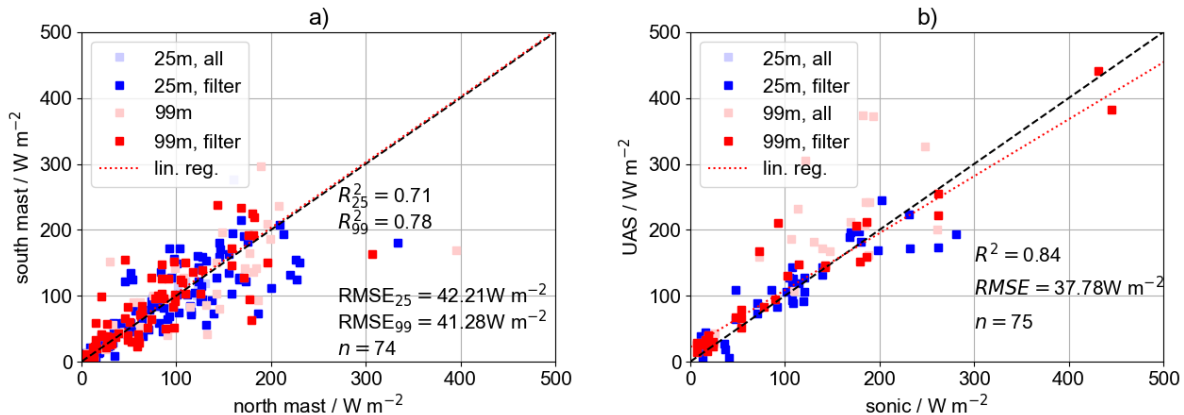 a)
500
400
300
200
100
0
0 100 200 300 400 500
south mast / W m⁻²
north mast / W m⁻²
25m, all
25m, filter
99m
99m, filter
lin. reg.
R²₂₅ = 0.71
R²₉₉ = 0.78
RMSE₂₅ = 42.21W m⁻²
RMSE₉₉ = 41.28W m⁻²
n = 74
b)
500
400
300
200
100
0
0 100 200 300 400 500
UAS / W m⁻²
sonic / W m⁻²
25m, all
25m, filter
99m, all
99m, filter
lin. reg.
R² = 0.84
RMSE = 37.78W m⁻²
n = 75